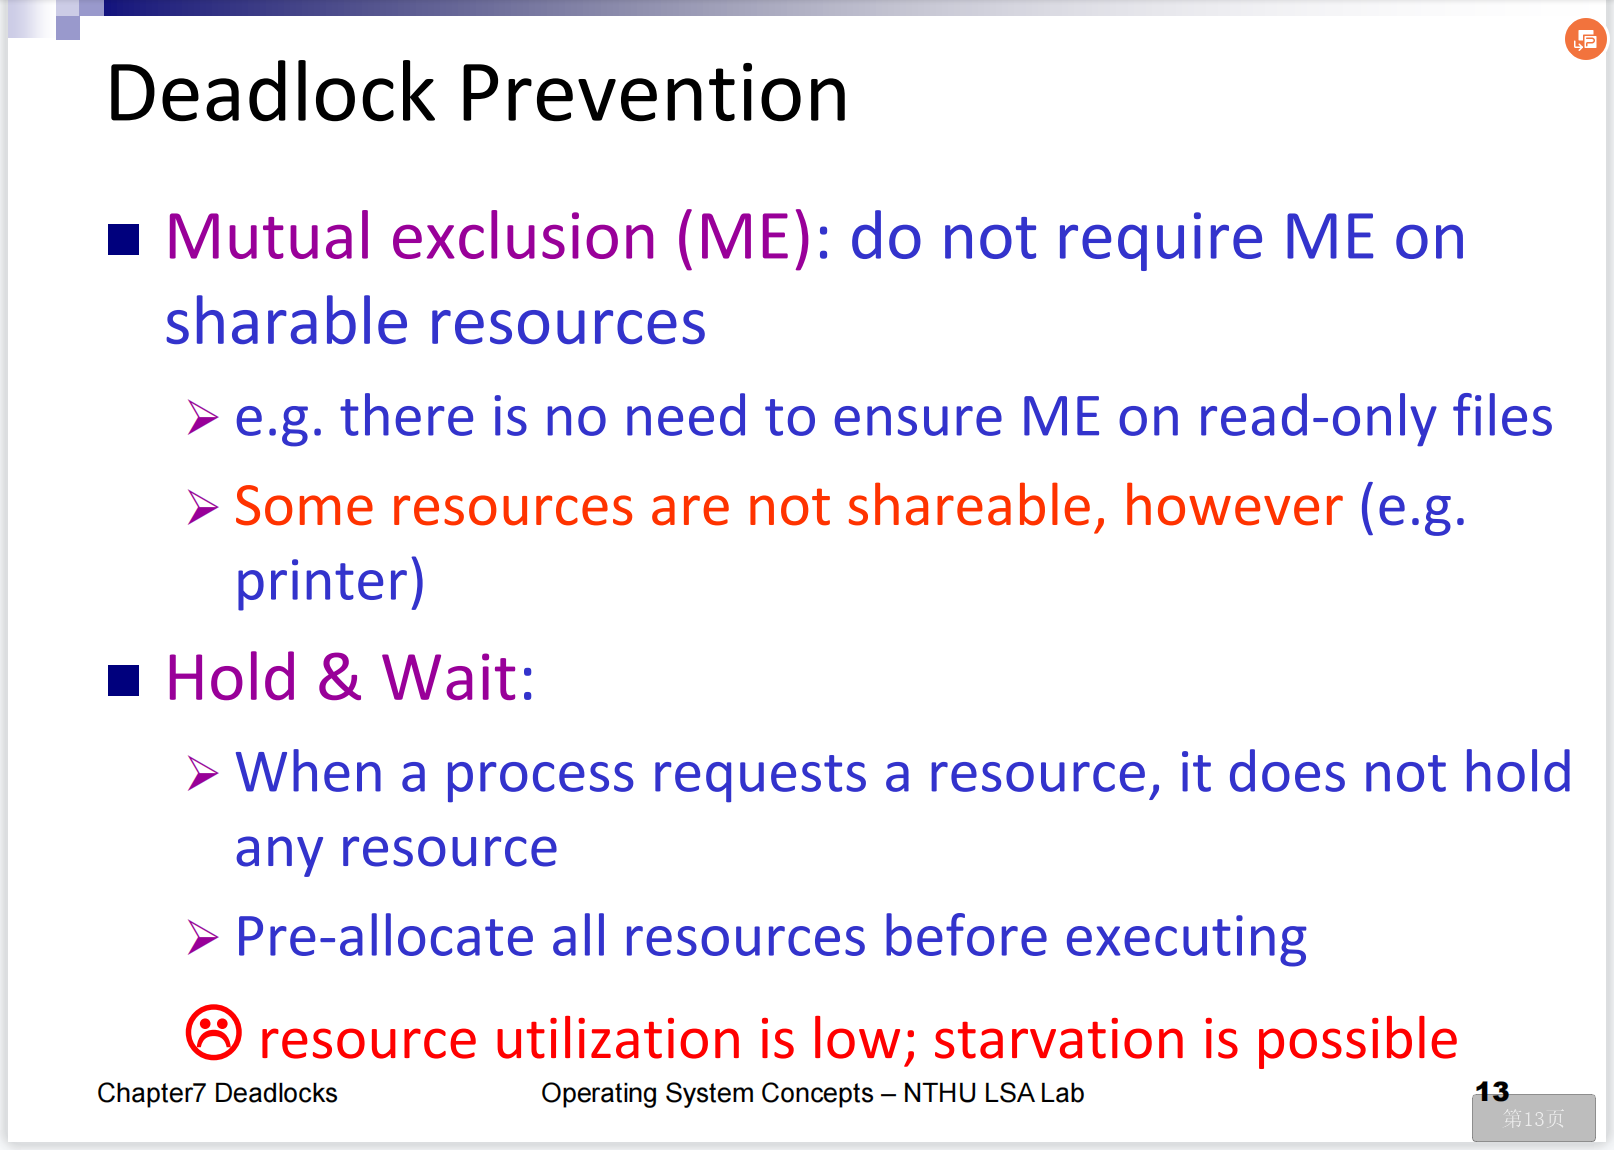 Deadlock Prevention
Mutual exclusion (ME): do not require ME on
sharable resources
e.g. there is no need to ensure ME on read-only files
Some resources are not shareable, however (e.g.
printer)
Hold & Wait:
When a process requests a resource, it does not hold
any resource
Pre-allocate all resources before executing
resource utilization is low; starvation is possible
Chapter7 Deadlocks
Operating System Concepts – NTHU LSA Lab
13
第13页